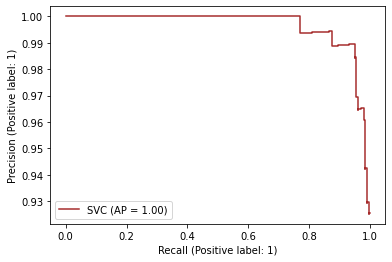 1.00
0.99
0.98
0.97
0.96
0.95
0.94
0.93
Precision (Positive label: 1)
SVC (AP = 1.00)
0.0 0.2 0.4 0.6 0.8 1.0
Recall (Positive label: 1)